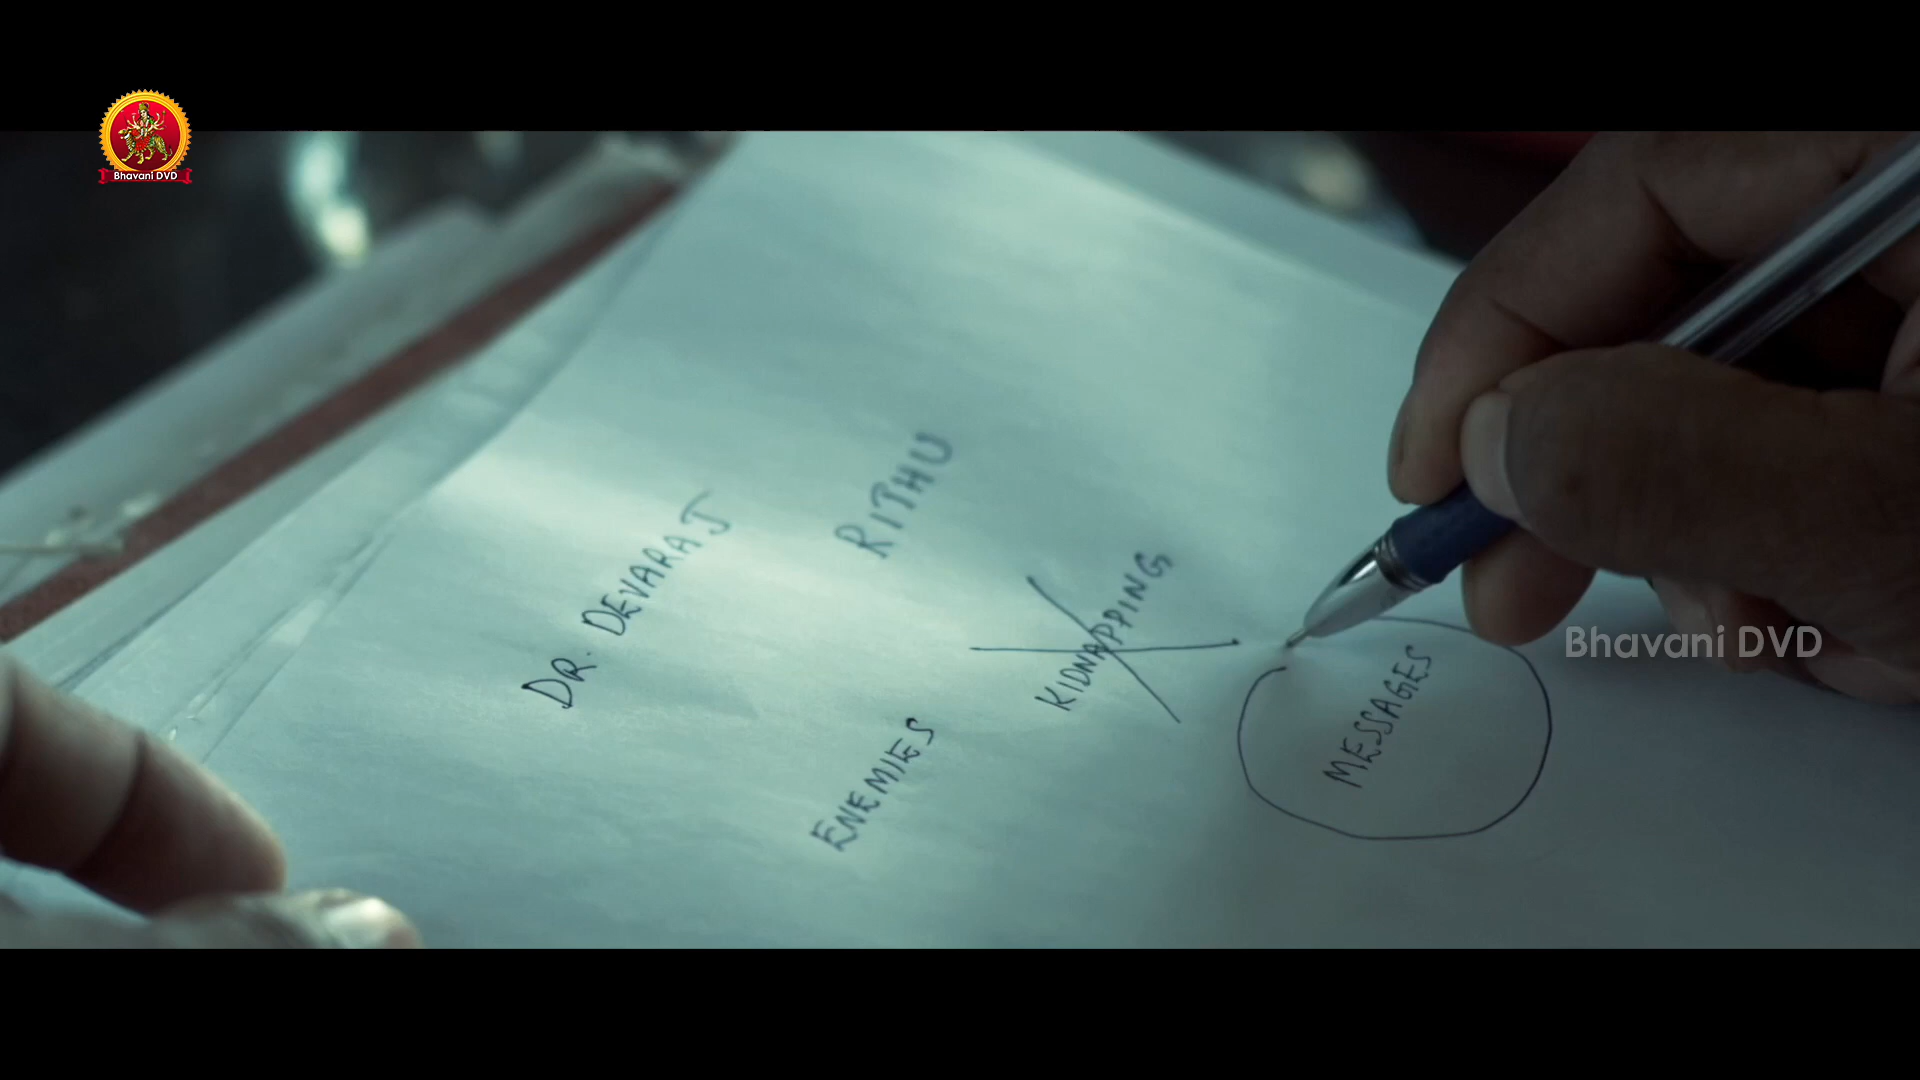 Bhavani DVD
DR. DEVARAJ
RITHU
ENEMIES
KIDNAPPING
MESSAGES
Bhavani DVD